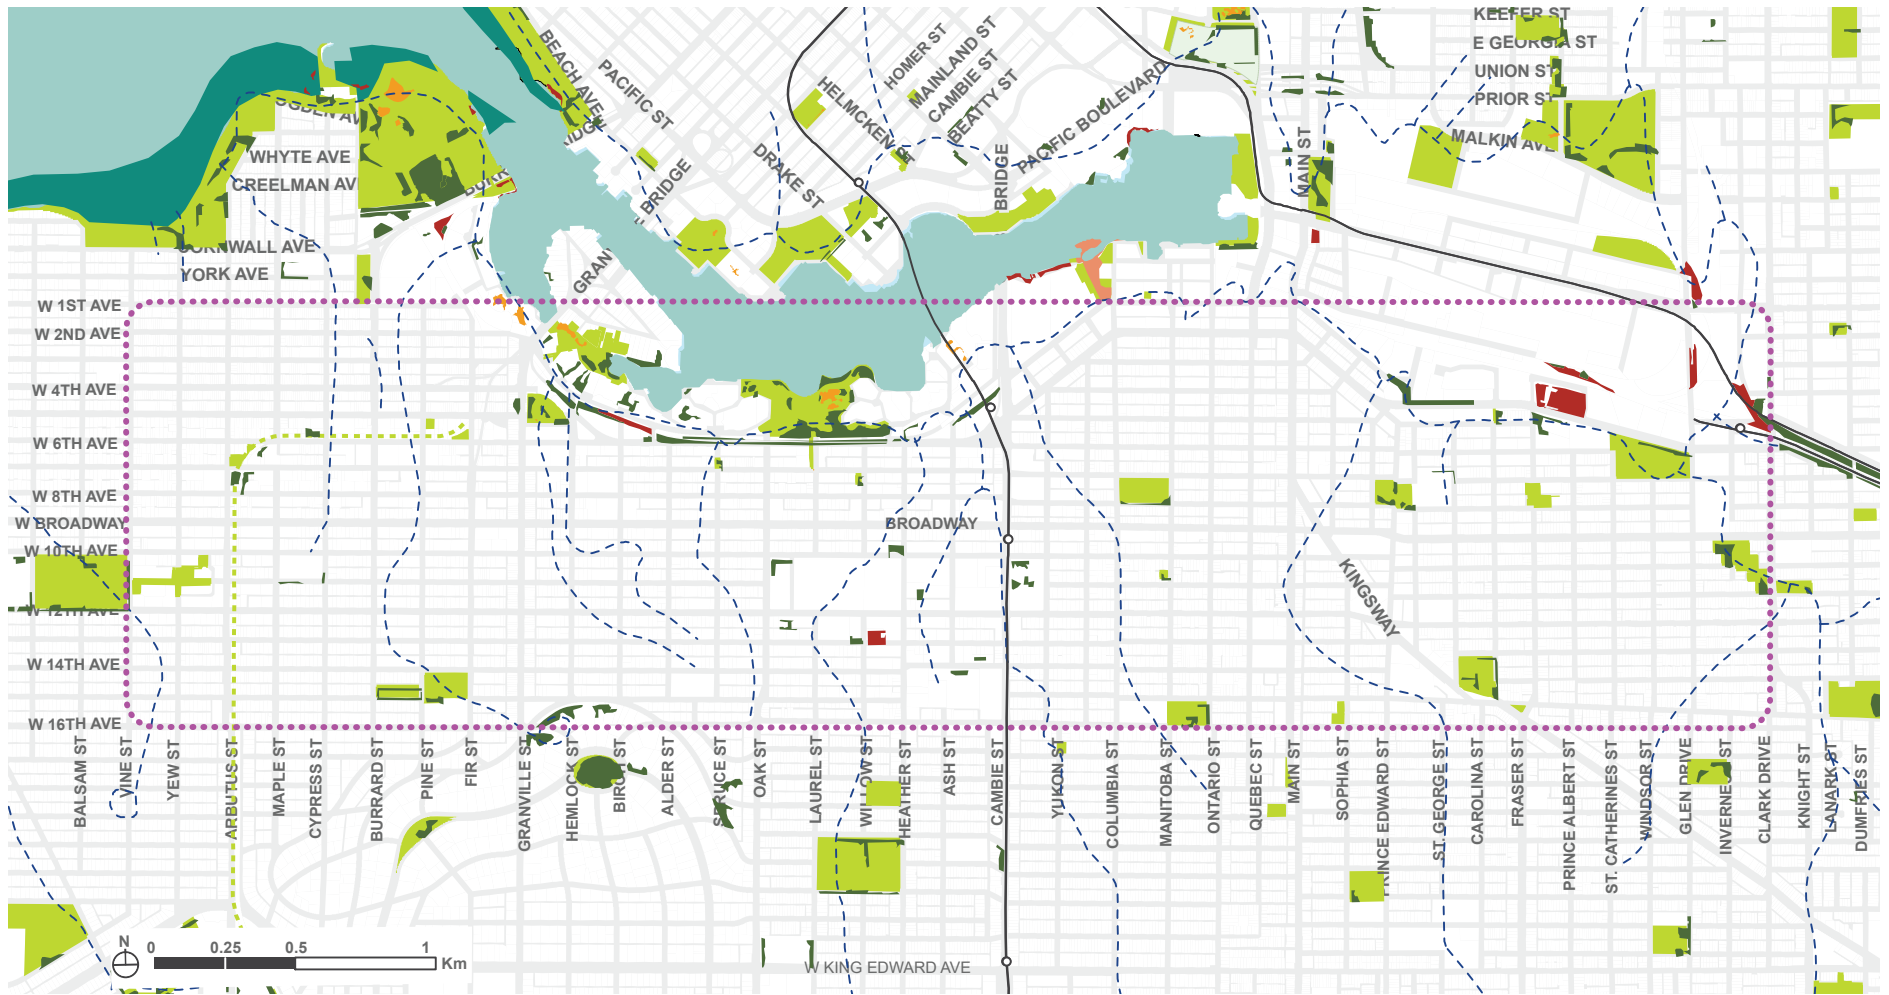 KEEFER ST
E GEORGIA ST
UNION ST
PRIOR ST
MALKIN AVE
BEACH AVE
PACIFIC ST
HOMER ST
MAINLAND ST
CAMBIE ST
BEATTY ST
HELMCKEN ST
PACIFIC BOULEVARD
DRAKE ST
BRIDGE
BRIDGE
MAIN ST
OGDEN AV
WHYTE AVE
CREELMAN AV
BURR
CORNWALL AVE
YORK AVE
GRAN
W 1ST AVE
W 2ND AVE
W 4TH AVE
W 6TH AVE
W 8TH AVE
W BROADWAY
BROADWAY
W 10TH AVE
W 12TH AVE
KINGSWAY
W 14TH AVE
W 16TH AVE
BALSAM ST
VINE ST
YEW ST
ARBUTUS ST
MAPLE ST
CYPRESS ST
BURRARD ST
PINE ST
FIR ST
GRANVILLE ST
HEMLOCK ST
BIRCH ST
ALDER ST
SPRUCE ST
OAK ST
LAUREL ST
WILLOW ST
HEATHER ST
ASH ST
CAMBIE ST
YUKON ST
COLUMBIA ST
MANITOBA ST
ONTARIO ST
QUEBEC ST
MAIN ST
SOPHIA ST
PRINCE EDWARD ST
ST. GEORGE ST
CAROLINA ST
FRASER ST
PRINCE ALBERT ST
ST. CATHERINES ST
WINDSOR ST
GLEN DRIVE
INVERNESS ST
CLARK DRIVE
KNIGHT ST
LANARK ST
DUMFRIES ST
W KING EDWARD AVE
N
0 0.25 0.5 1
Km